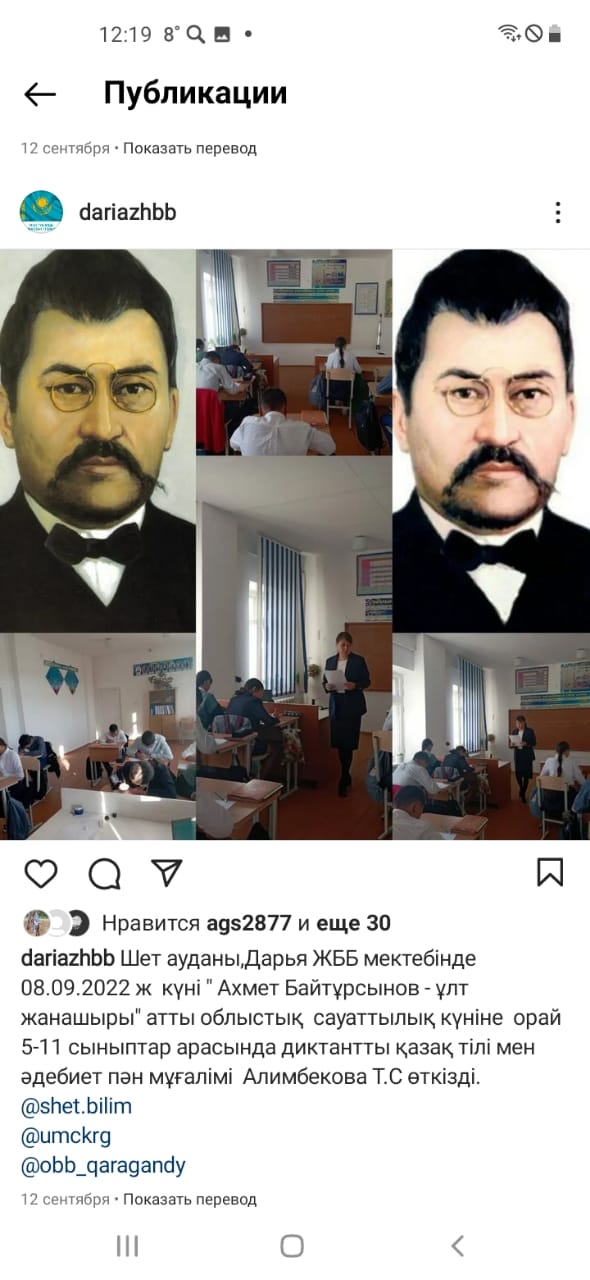 12:19 8°
Публикации
12 сентября • Показать перевод
dariazhbb
Нравится ags2877 и еще 30
dariazhbb Шет ауданы,Дарья ЖББ мектебінде
08.09.2022 ж күні " Ахмет Байтұрсынов - ұлт
жанашыры" атты облыстық сауаттылық күніне орай
5-11 сыныптар арасында диктантты қазақ тілі мен
әдебиет пән мұғалімі Алимбекова Т.С өткізді.
@shet.bilim
@umckrg
@obb_qaragandy
12 сентября • Показать перевод